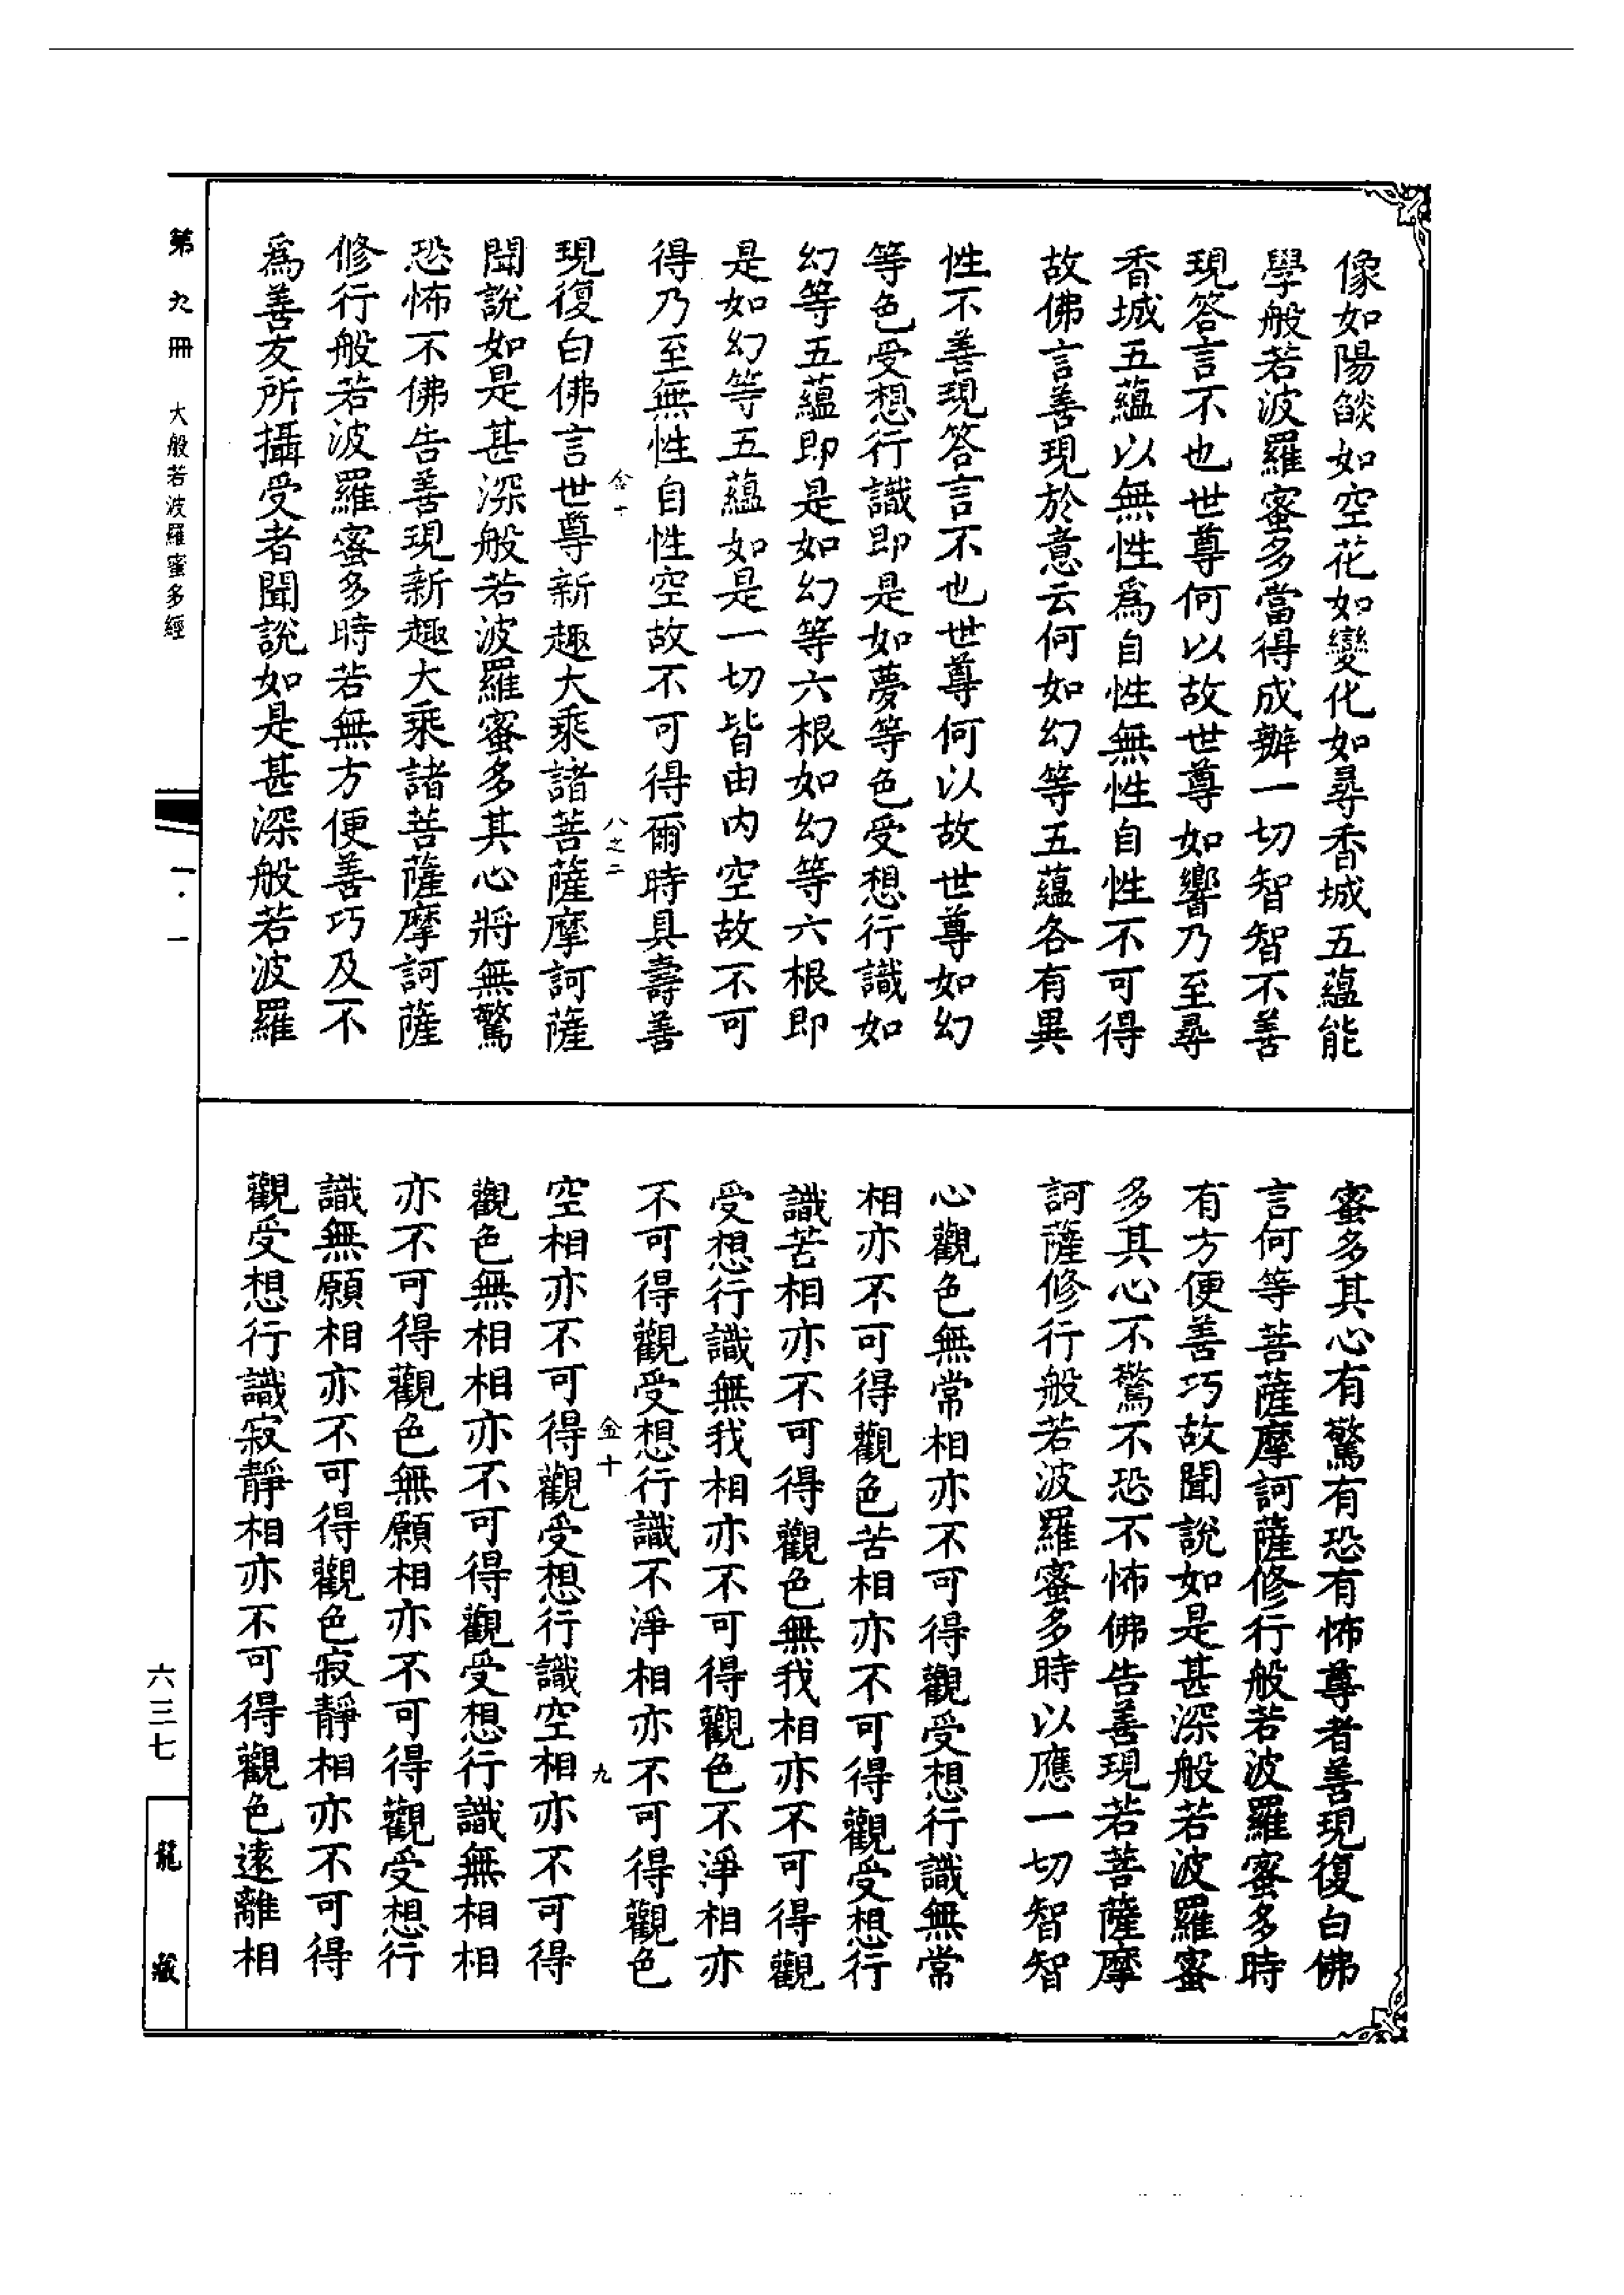 像如陽燄如空花如變化如尋香城五蘊能
學般若波羅蜜多當得成辦一切智智不善
現答言不也世尊何以故世尊如響乃至尋
香城五蘊以無性爲自性無性自性不可得
故佛言善現於意云何如幻等五蘊各有異
性不善現答言不也世尊何以故世尊如幻
等色受想行識即是如夢等色受想行識如
幻等五蘊即是如幻等六根如幻等六根即
是如幻等五蘊如是一切皆由內空故不可
得乃至無性自性空故不可得爾時具壽善
金十 八之二
現復白佛言世尊新趣大乘諸菩薩摩訶薩
聞說如是甚深般若波羅蜜多其心將無驚
恐怖不佛告善現新趣大乘諸菩薩摩訶薩
修行般若波羅蜜多時若無方便善巧及不
爲善友所攝受者聞說如是甚深般若波羅
蜜多其心有驚有恐有怖尊者善現復白佛
言何等菩薩摩訶薩修行般若波羅蜜多時
有方便善巧故聞說如是甚深般若波羅蜜
多其心不驚不恐不怖佛告善現若菩薩摩
訶薩修行般若波羅蜜多時以應一切智智
心觀色無常相亦不可得觀受想行識無常
相亦不可得觀色苦相亦不可得觀受想行
識苦相亦不可得觀色無我相亦不可得觀
受想行識無我相亦不可得觀色不淨相亦
不可得觀受想行識不淨相亦不可得觀色
金十 九
空相亦不可得觀受想行識空相亦不可得
觀色無相相亦不可得觀受想行識無相相
亦不可得觀色無願相亦不可得觀受想行
識無願相亦不可得觀色寂靜相亦不可得
觀受想行識寂靜相亦不可得觀色遠離相
第九冊 大般若波羅蜜多經
六三七
龍藏